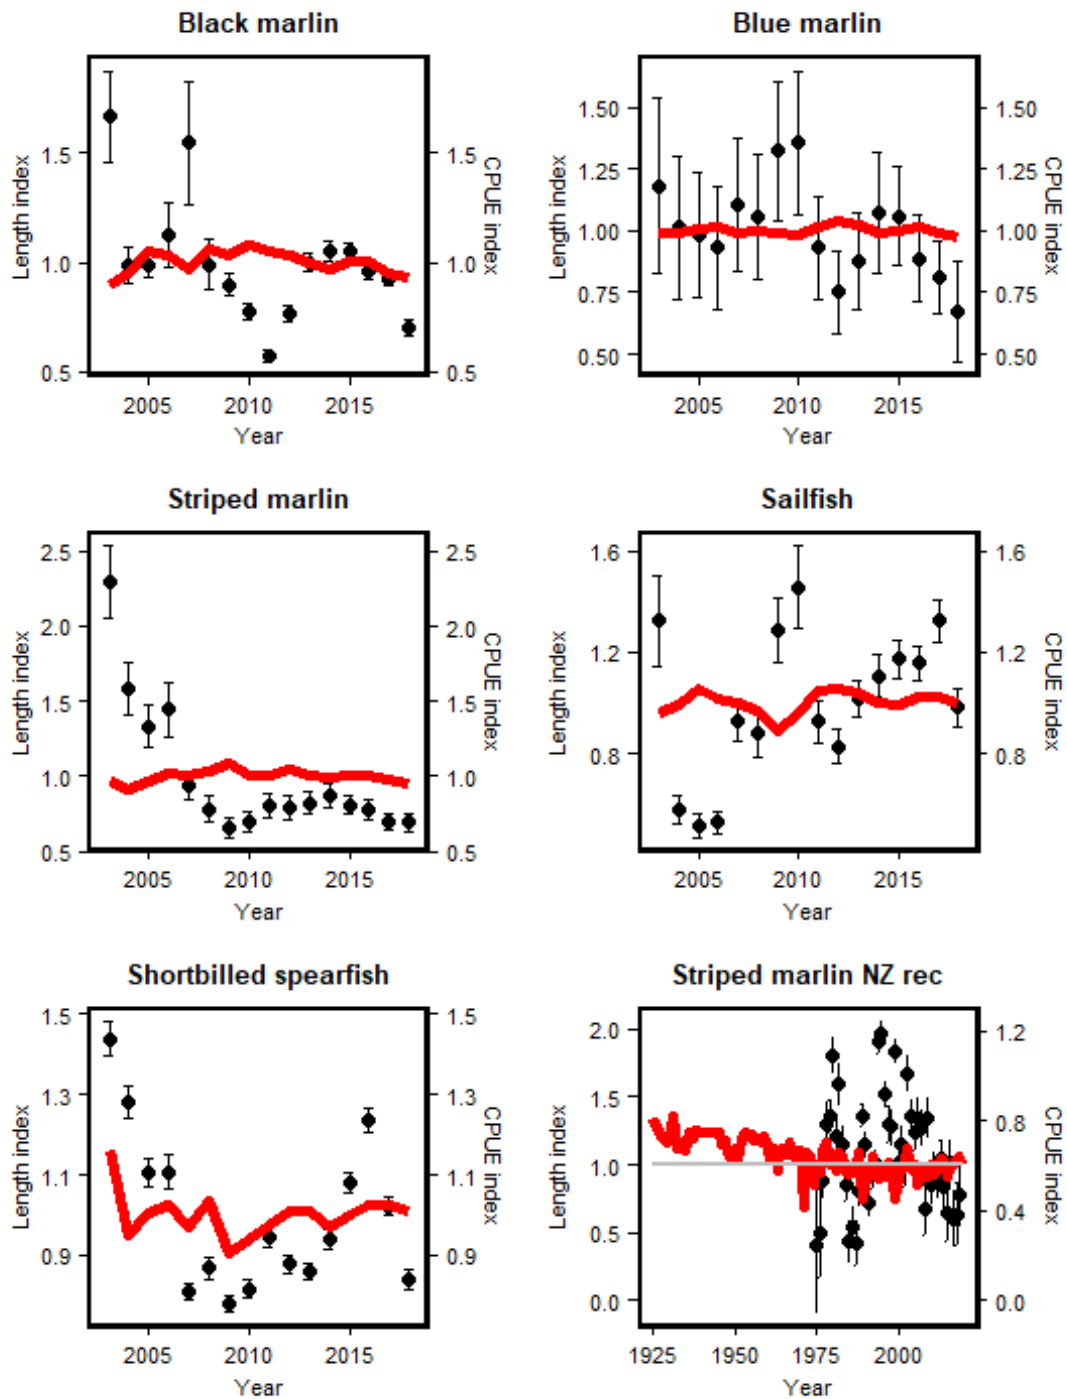 Black marlin
Length index
1.5
1.0
0.5
1.5
1.0
0.5
CPUE index
2005 2010 2015
Year
Blue marlin
Length index
1.50
1.25
1.00
0.75
0.50
1.50
1.25
1.00
0.75
0.50
CPUE index
2005 2010 2015
Year
Striped marlin
Length index
2.5
2.0
1.5
1.0
0.5
2.5
2.0
1.5
1.0
0.5
CPUE index
2005 2010 2015
Year
Sailfish
Length index
1.6
1.2
0.8
1.6
1.2
0.8
CPUE index
2005 2010 2015
Year
Shortbilled spearfish
Length index
1.5
1.3
1.1
0.9
1.5
1.3
1.1
0.9
CPUE index
2005 2010 2015
Year
Striped marlin NZ rec
Length index
2.0
1.5
1.0
0.5
0.0
1.2
0.8
0.4
0.0
CPUE index
1925 1950 1975 2000
Year